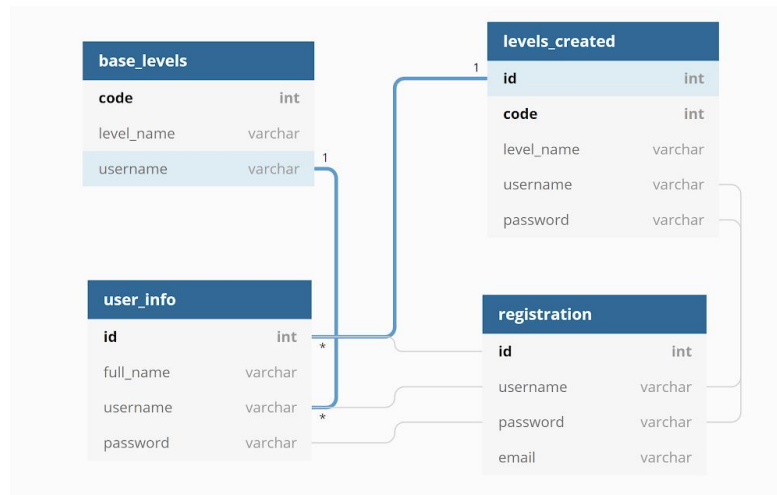 base_levels
code int
level_name varchar
username varchar
1
levels_created
1
id int
code int
level_name varchar
username varchar
password varchar
user_info
id int
*
full_name varchar
username varchar
*
password varchar
registration
id int
username varchar
password varchar
email varchar